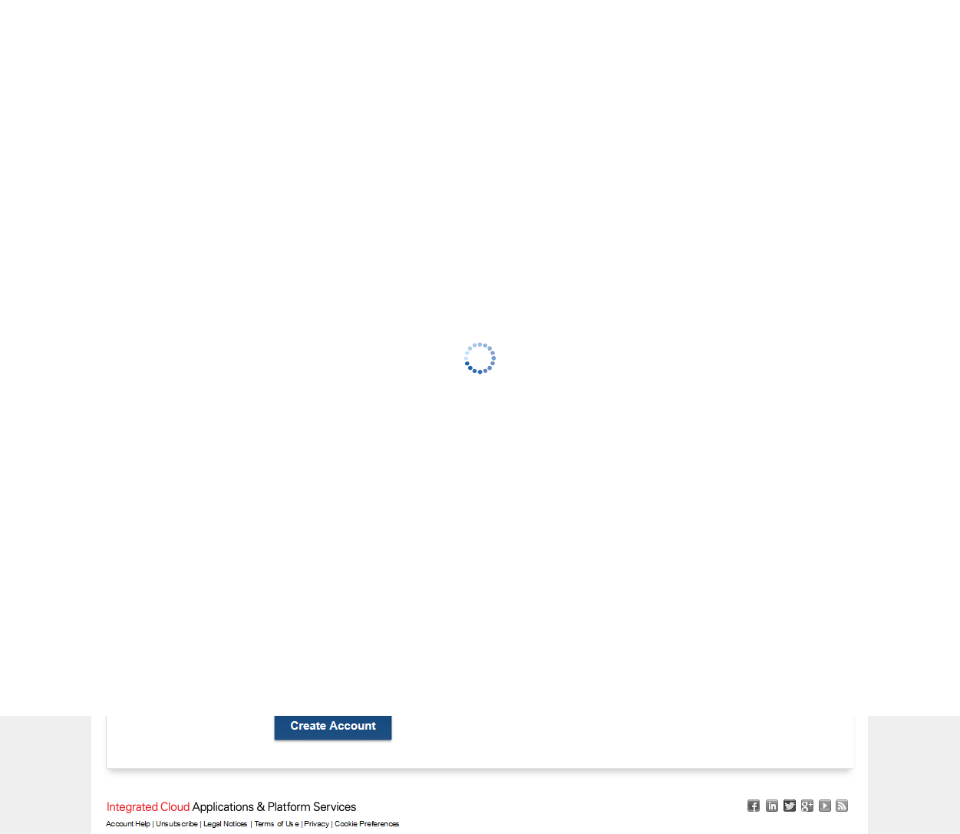 Create Account
Integrated Cloud Applications & Platform Services
Account Help | Unsubscribe | Legal Notices | Terms of Use | Privacy | Cookie Preferences